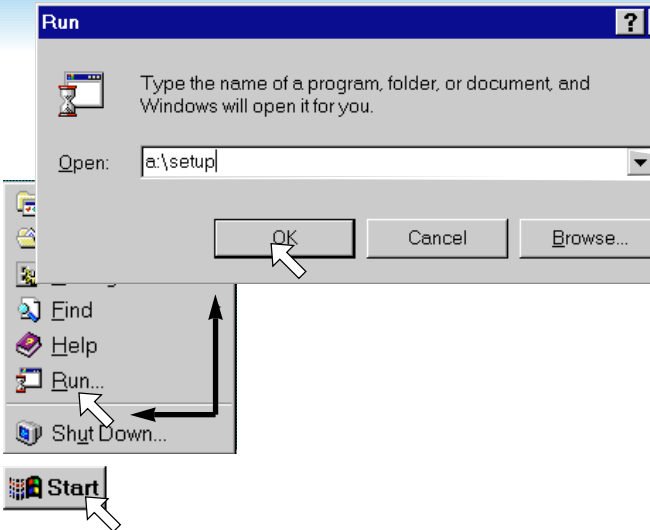 Run
?
Type the name of a program, folder, or document, and
Windows will open it for you.
Open:
a:\setup
OK
Cancel
Browse...
Find
Help
Run...
Shut Down...
Start